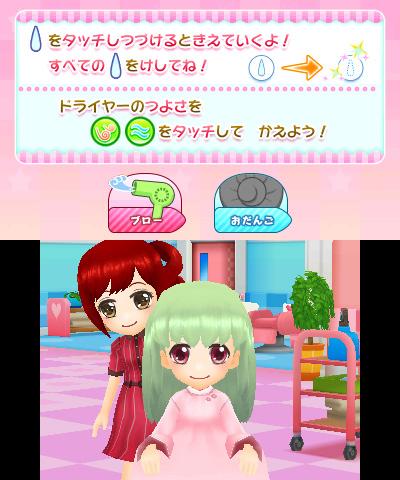 をタッチしつづけるときえていくよ！
すべての をけしてね！
ドライヤーのつよさを
をタッチして かえよう！
ブロー
おだんご